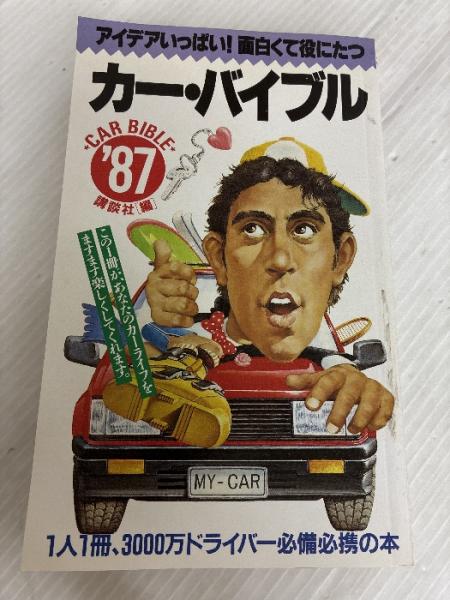 アイデアいっぱい!面白くて役にたつ
カー・バイブル
CAR BIBLE
'87
講談社[編]
この1冊が、あなたのカーライフを
ますます楽しくしてくれます。
MY-CAR
1人1冊、3000万ドライバー必備必携の本